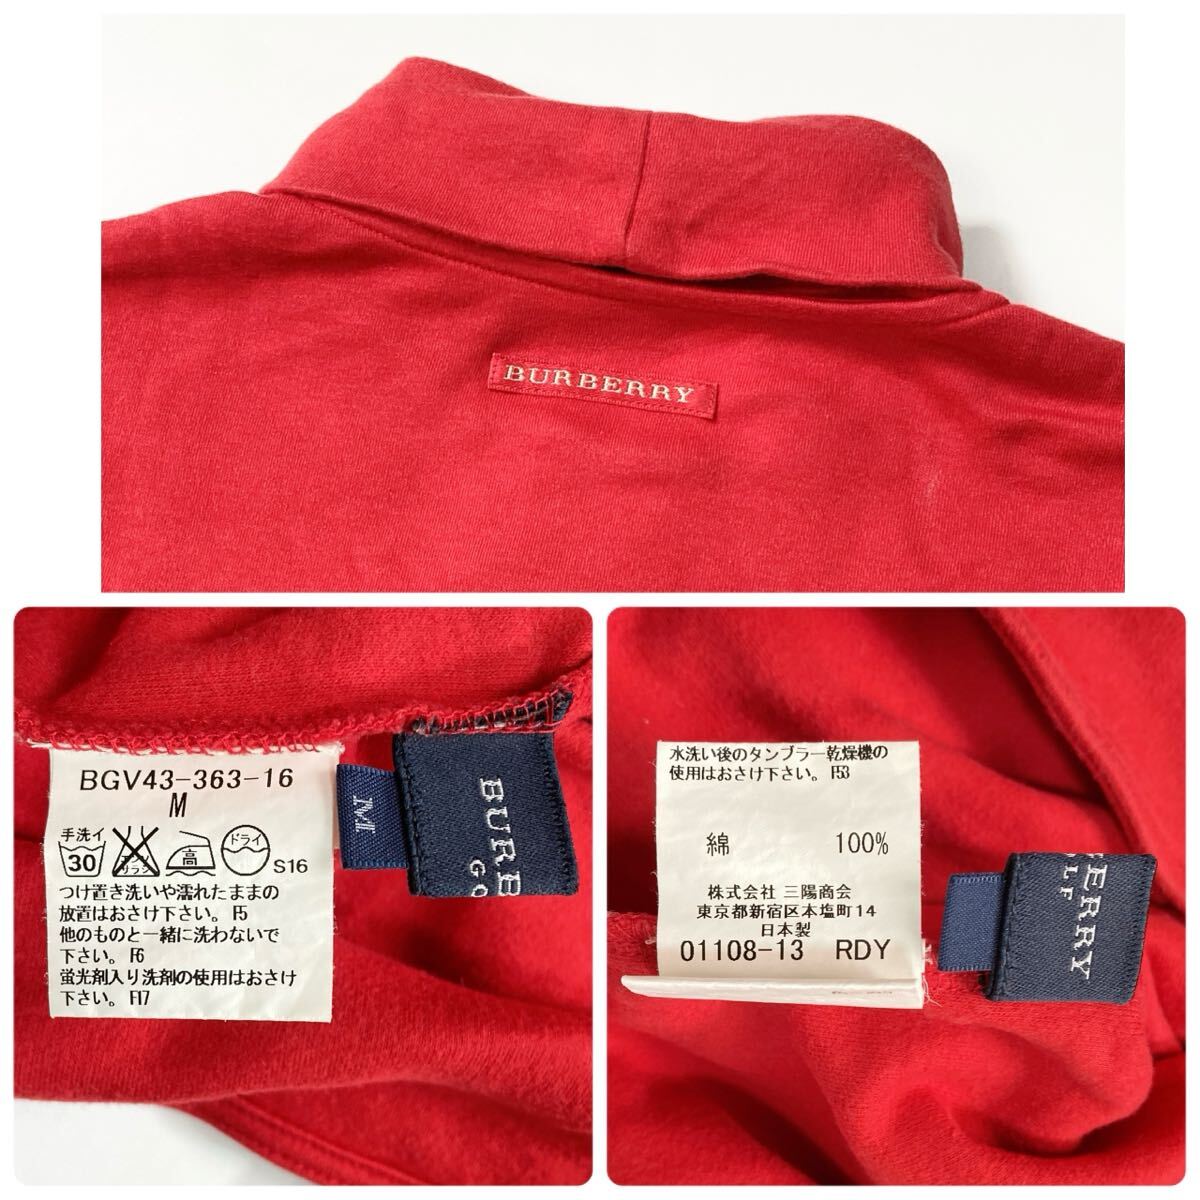 BURBERRY
BGV43-363-16
M
手洗イ
30
高
ドライ
S16
つけ置き洗いや濡れたままの
放置はおさけ下さい。F5
他のものと一緒に洗わないで
下さい。F6
蛍光剤入り洗剤の使用はおさけ
下さい。F17
M
BURB
GO
水洗い後のタンブラー乾燥機の
使用はおさけ下さい。F53
綿 100%
株式会社 三陽商会
東京都新宿区本塩町14
日本製
01108-13 RDY
BERRY
OLF